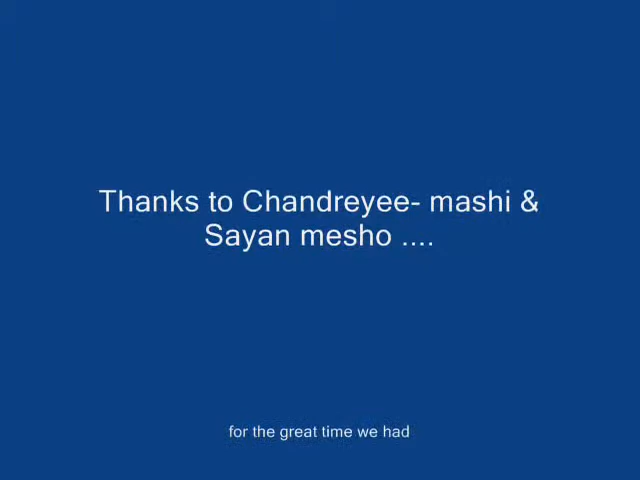 Thanks to Chandreyee- mashi &
Sayan mesho ....
for the great time we had